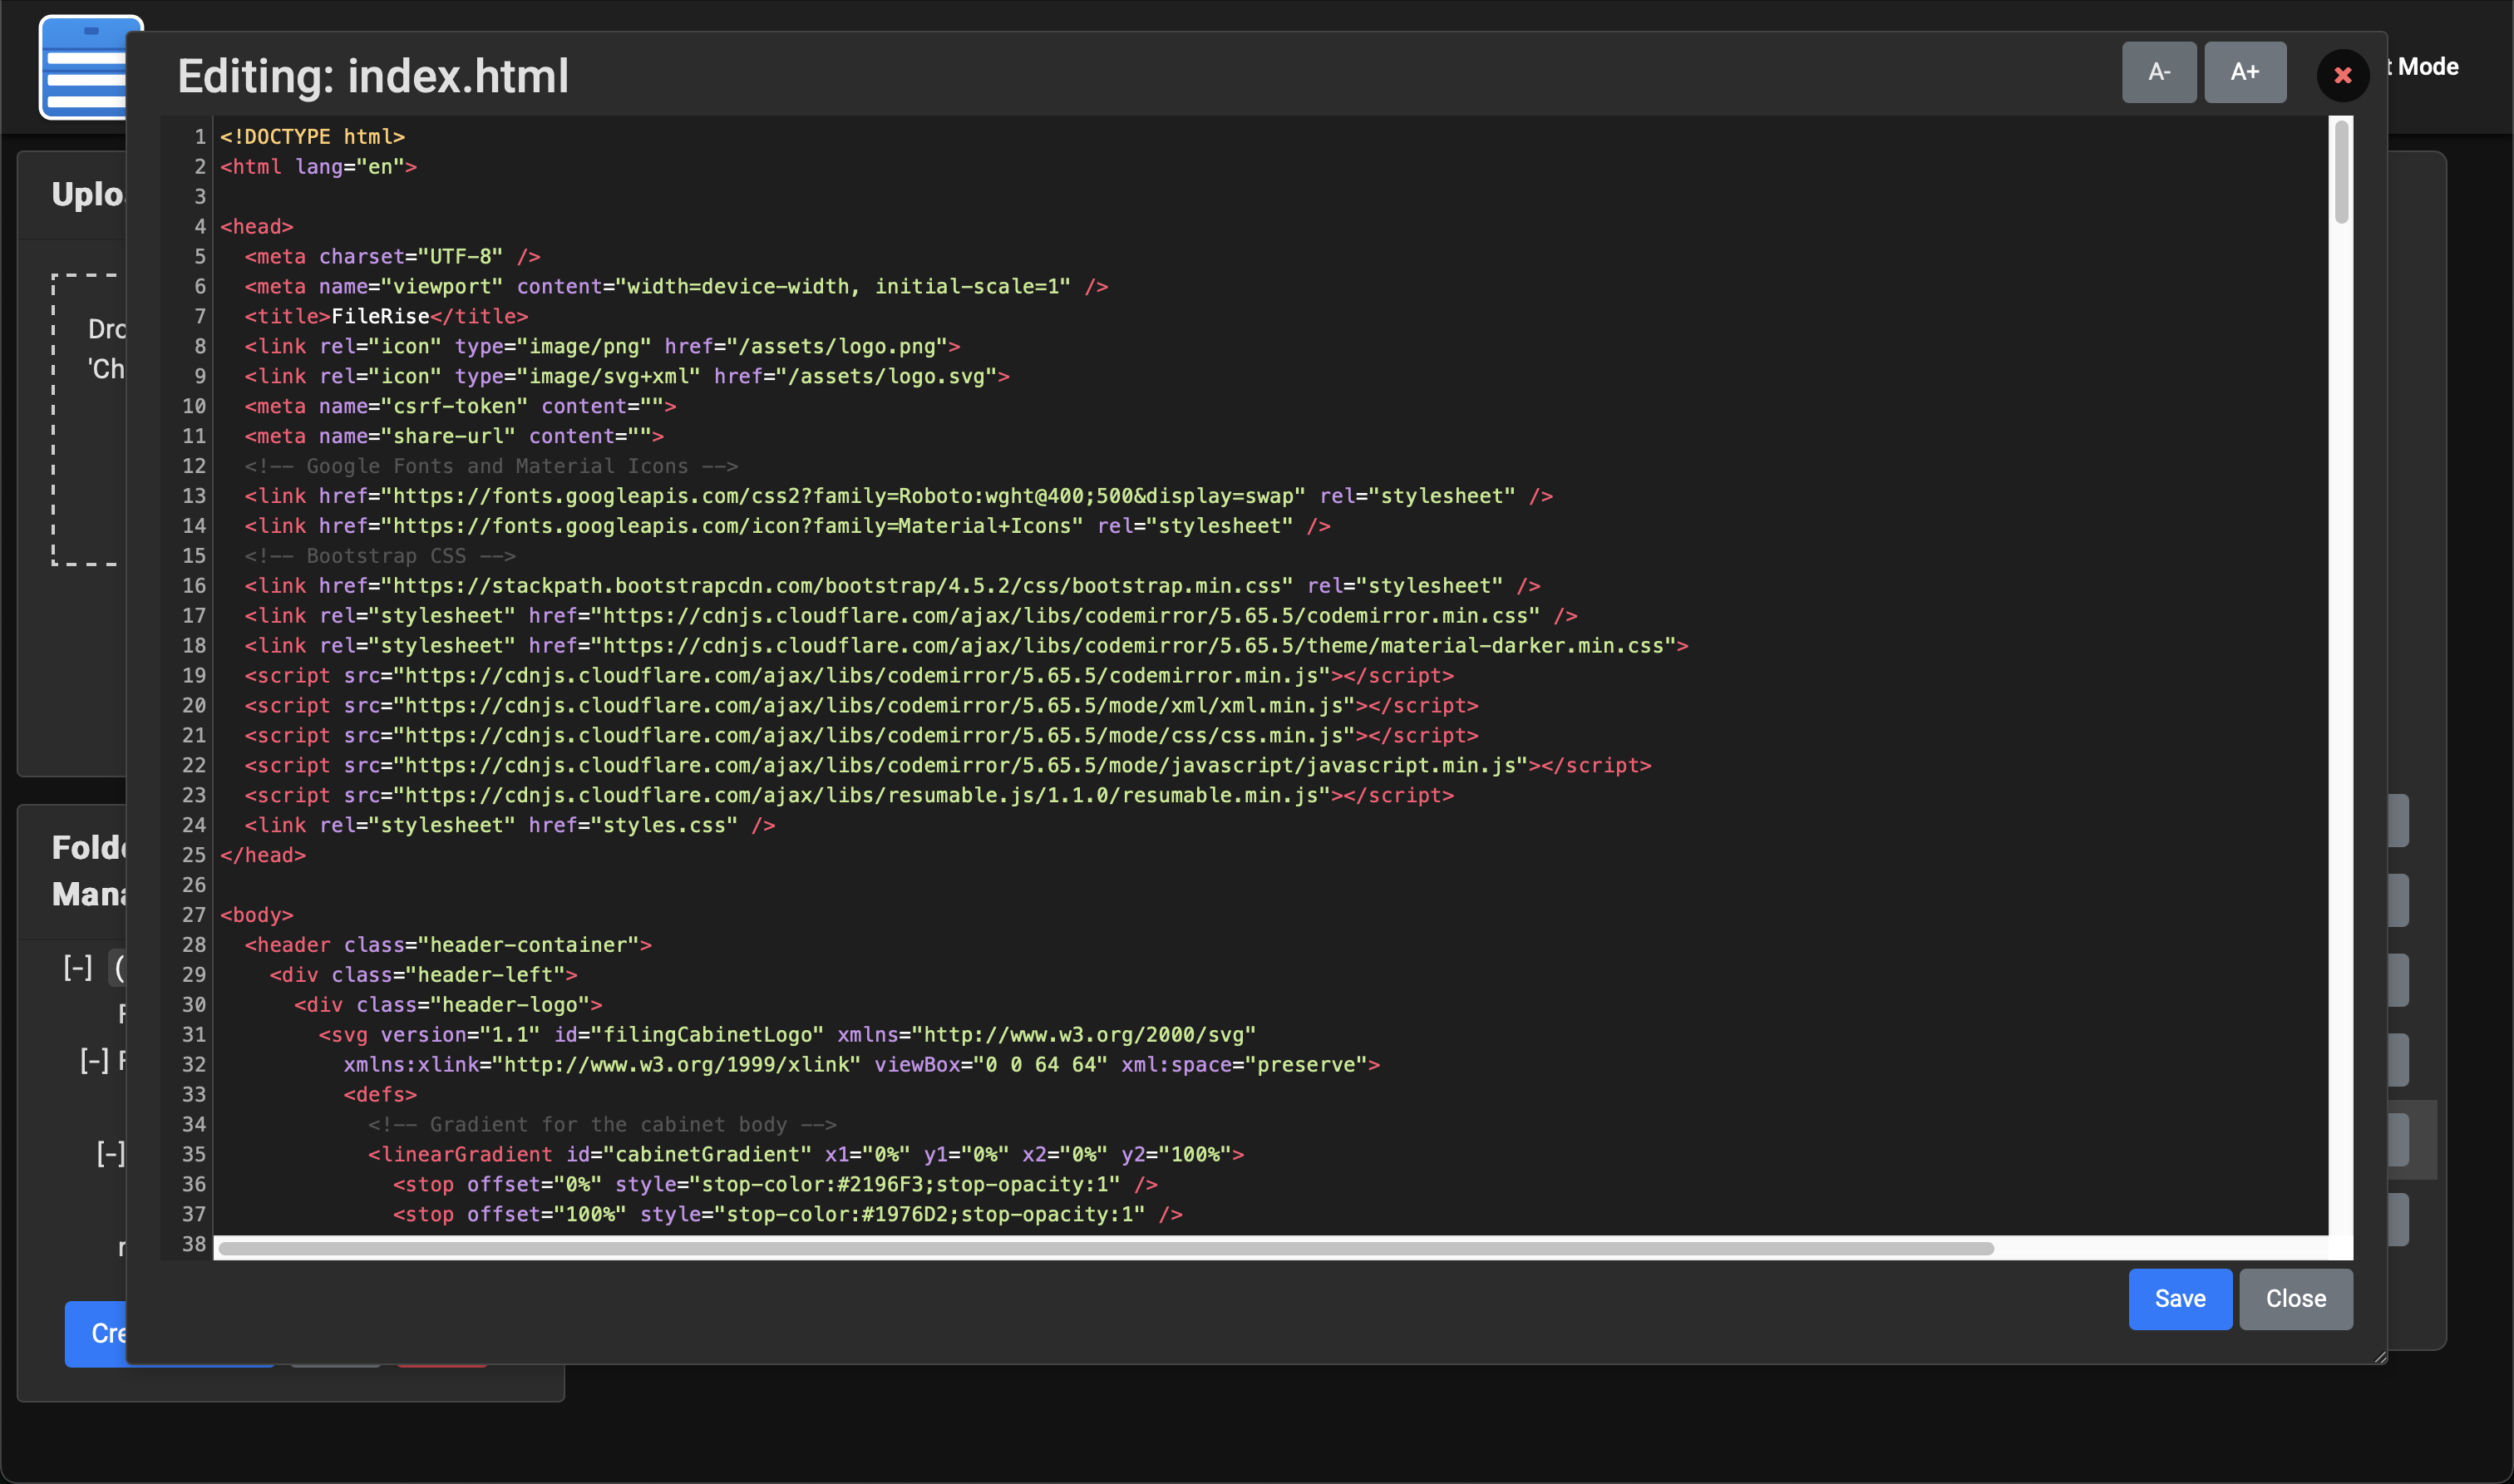 Editing: index.html
A-
A+
t Mode
Uplo
Dro
'Ch
Folde
Mana
[-] (
F
[-] F
[-]
r
Cre
1 <!DOCTYPE html>
2 <html lang="en">
3
4 <head>
5   <meta charset="UTF-8" />
6   <meta name="viewport" content="width=device-width, initial-scale=1" />
7   <title>FileRise</title>
8   <link rel="icon" type="image/png" href="/assets/logo.png">
9   <link rel="icon" type="image/svg+xml" href="/assets/logo.svg">
10   <meta name="csrf-token" content="">
11   <meta name="share-url" content="">
12   <!-- Google Fonts and Material Icons -->
13   <link href="https://fonts.googleapis.com/css2?family=Roboto:wght@400;500&display=swap" rel="stylesheet" />
14   <link href="https://fonts.googleapis.com/icon?family=Material+Icons" rel="stylesheet" />
15   <!-- Bootstrap CSS -->
16   <link href="https://stackpath.bootstrapcdn.com/bootstrap/4.5.2/css/bootstrap.min.css" rel="stylesheet" />
17   <link rel="stylesheet" href="https://cdnjs.cloudflare.com/ajax/libs/codemirror/5.65.5/codemirror.min.css" />
18   <link rel="stylesheet" href="https://cdnjs.cloudflare.com/ajax/libs/codemirror/5.65.5/theme/material-darker.min.css">
19   <script src="https://cdnjs.cloudflare.com/ajax/libs/codemirror/5.65.5/codemirror.min.js"></script>
20   <script src="https://cdnjs.cloudflare.com/ajax/libs/codemirror/5.65.5/mode/xml/xml.min.js"></script>
21   <script src="https://cdnjs.cloudflare.com/ajax/libs/codemirror/5.65.5/mode/css/css.min.js"></script>
22   <script src="https://cdnjs.cloudflare.com/ajax/libs/codemirror/5.65.5/mode/javascript/javascript.min.js"></script>
23   <script src="https://cdnjs.cloudflare.com/ajax/libs/resumable.js/1.1.0/resumable.min.js"></script>
24   <link rel="stylesheet" href="styles.css" />
25 </head>
26
27 <body>
28   <header class="header-container">
29     <div class="header-left">
30       <div class="header-logo">
31         <svg version="1.1" id="filingCabinetLogo" xmlns="http://www.w3.org/2000/svg"
32           xmlns:xlink="http://www.w3.org/1999/xlink" viewBox="0 0 64 64" xml:space="preserve">
33           <defs>
34             <!-- Gradient for the cabinet body -->
35             <linearGradient id="cabinetGradient" x1="0%" y1="0%" x2="0%" y2="100%">
36               <stop offset="0%" style="stop-color:#2196F3;stop-opacity:1" />
37               <stop offset="100%" style="stop-color:#1976D2;stop-opacity:1" />
38
Save
Close